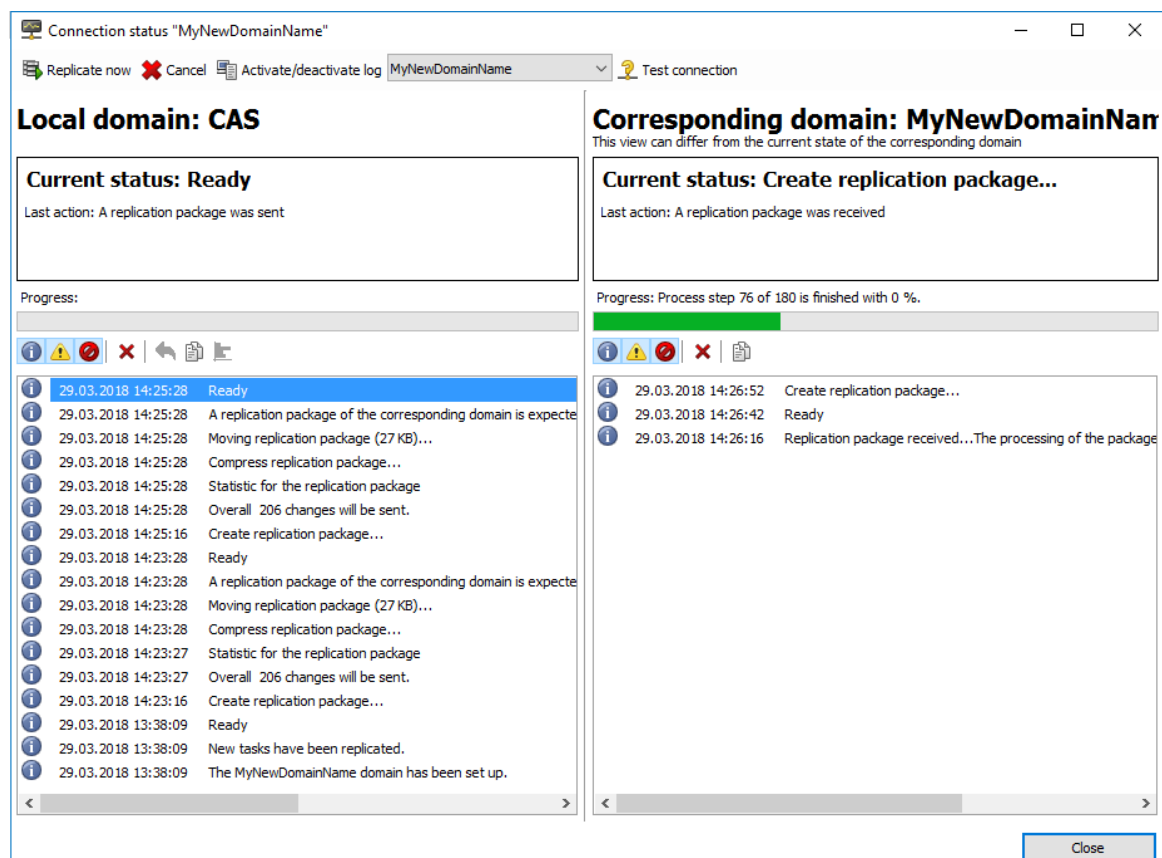 Connection status "MyNewDomainName"
Replicate now Cancel Activate/deactivate log MyNewDomainName Test connection
Local domain: CAS
Current status: Ready
Last action: A replication package was sent
Progress:
29.03.2018 14:25:28 Ready
29.03.2018 14:25:28 A replication package of the corresponding domain is expecte
29.03.2018 14:25:28 Moving replication package (27 KB)...
29.03.2018 14:25:28 Compress replication package...
29.03.2018 14:25:28 Statistic for the replication package
29.03.2018 14:25:28 Overall 206 changes will be sent.
29.03.2018 14:25:16 Create replication package...
29.03.2018 14:23:28 Ready
29.03.2018 14:23:28 A replication package of the corresponding domain is expecte
29.03.2018 14:23:28 Moving replication package (27 KB)...
29.03.2018 14:23:28 Compress replication package...
29.03.2018 14:23:27 Statistic for the replication package
29.03.2018 14:23:27 Overall 206 changes will be sent.
29.03.2018 14:23:16 Create replication package...
29.03.2018 13:38:09 Ready
29.03.2018 13:38:09 New tasks have been replicated.
29.03.2018 13:38:09 The MyNewDomainName domain has been set up.
Corresponding domain: MyNewDomainNam
This view can differ from the current state of the corresponding domain
Current status: Create replication package...
Last action: A replication package was received
Progress: Process step 76 of 180 is finished with 0 %.
29.03.2018 14:26:52 Create replication package...
29.03.2018 14:26:42 Ready
29.03.2018 14:26:16 Replication package received...The processing of the package
Close